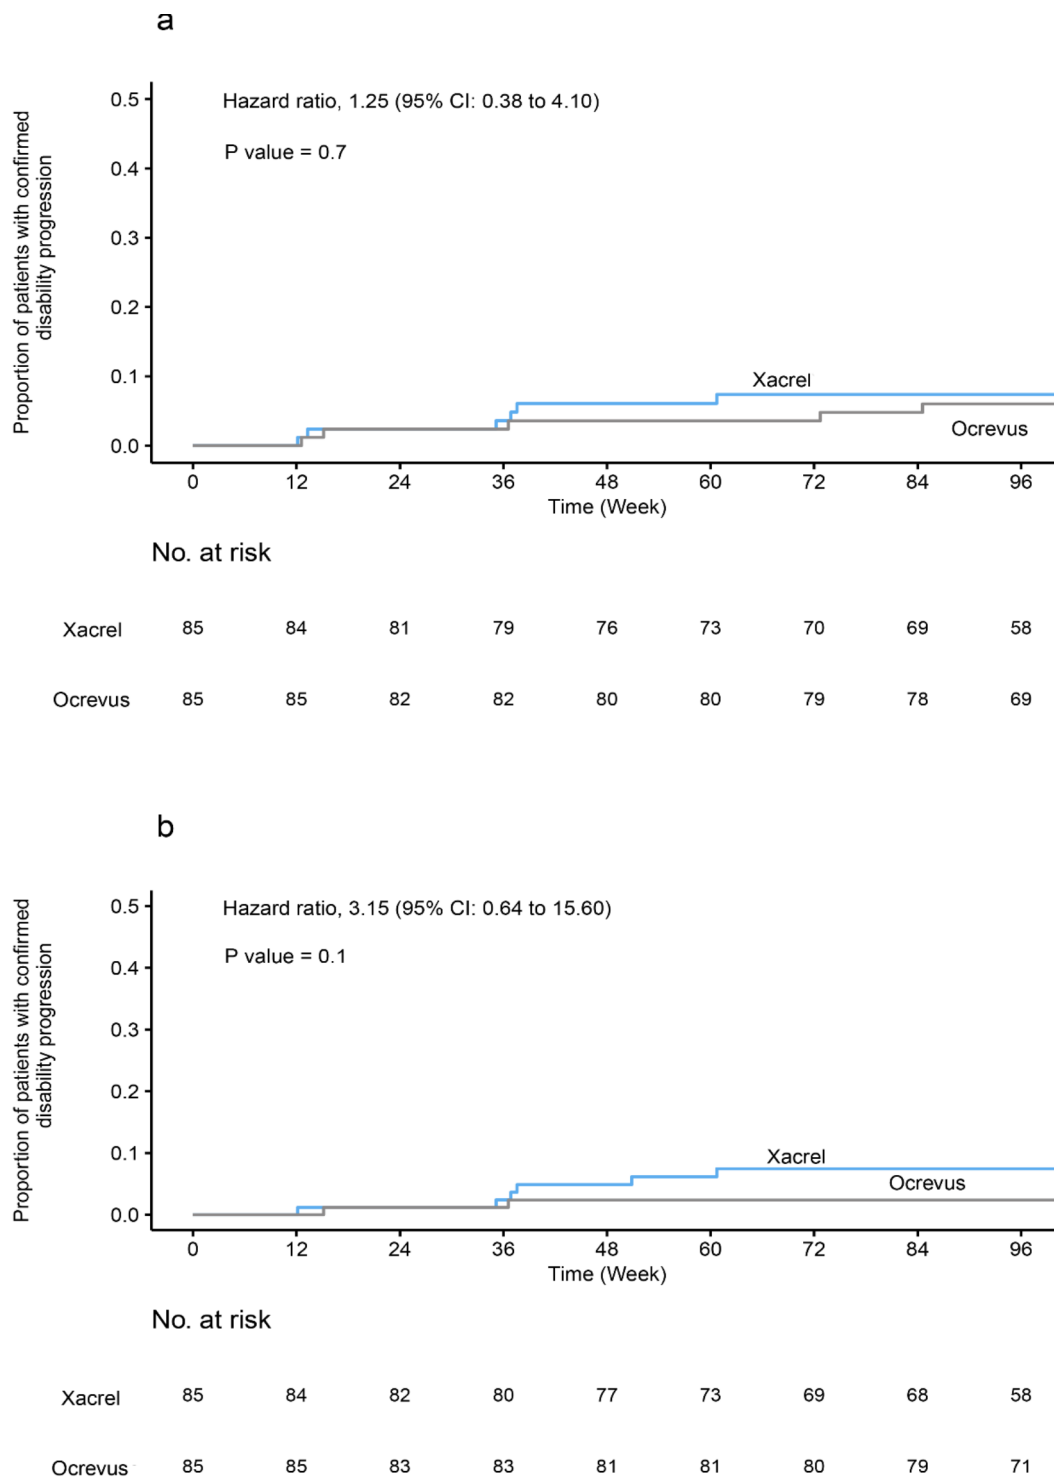 a
Proportion of patients with confirmed
disability progression
0.5
0.4
0.3
0.2
0.1
0.0
Hazard ratio, 1.25 (95% CI: 0.38 to 4.10)
P value = 0.7
Xacrel
Ocrevus
0 12 24 36 48 60 72 84 96
Time (Week)
No. at risk
Xacrel 85 84 81 79 76 73 70 69 58
Ocrevus 85 85 82 82 80 80 79 78 69
b
Proportion of patients with confirmed
disability progression
0.5
0.4
0.3
0.2
0.1
0.0
Hazard ratio, 3.15 (95% CI: 0.64 to 15.60)
P value = 0.1
Xacrel
Ocrevus
0 12 24 36 48 60 72 84 96
Time (Week)
No. at risk
Xacrel 85 84 82 80 77 73 69 68 58
Ocrevus 85 85 83 83 81 81 80 79 71